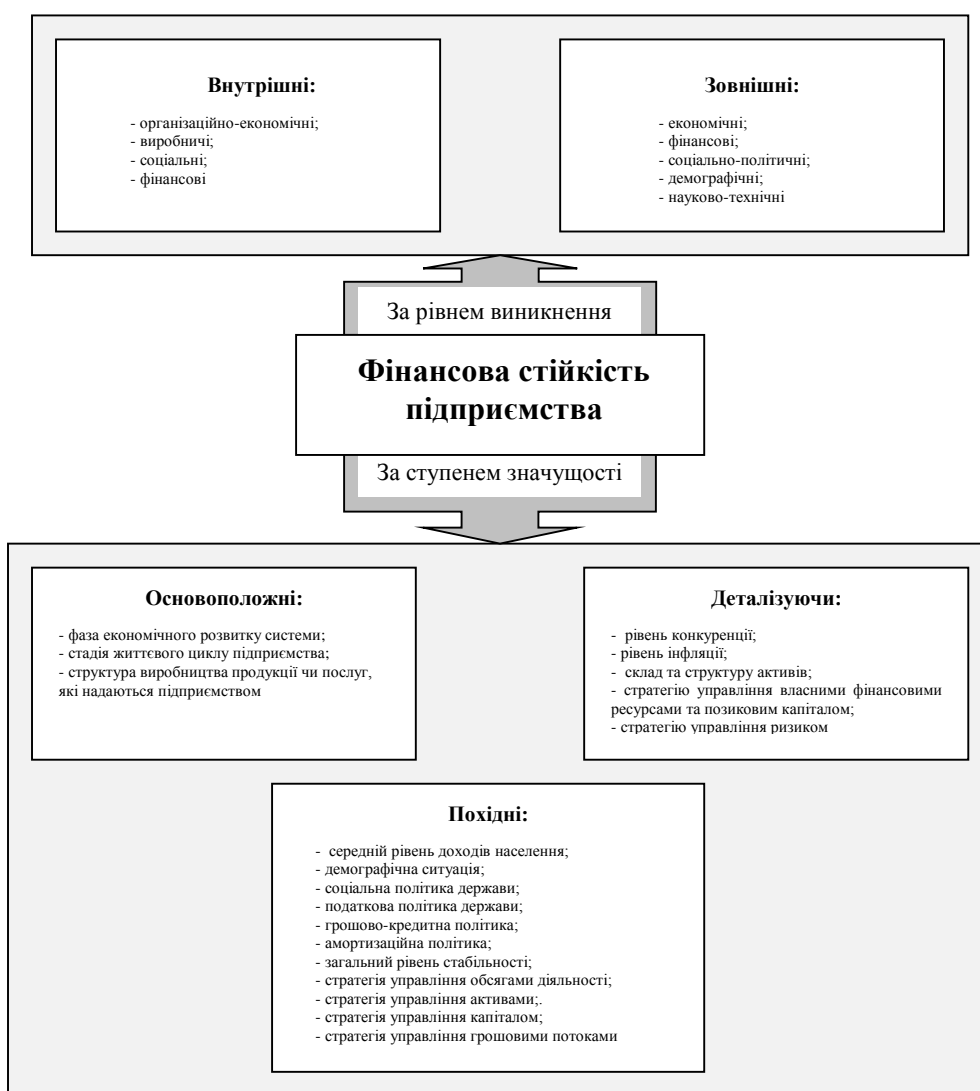 Внутрішні:
- організаційно-економічні;
- виробничі;
- соціальні;
- фінансові
Зовнішні:
- економічні;
- фінансові;
- соціально-політичні;
- демографічні;
- науково-технічні
За рівнем виникнення
Фінансова стійкість
підприємства
За ступенем значущості
Основоположні:
- фаза економічного розвитку системи;
- стадія життєвого циклу підприємства;
- структура виробництва продукції чи послуг,
які надаються підприємством
Деталізуючи:
- рівень конкуренції;
- рівень інфляції;
- склад та структуру активів;
- стратегію управління власними фінансовими
ресурсами та позиковим капіталом;
- стратегію управління ризиком
Похідні:
- середній рівень доходів населення;
- демографічна ситуація;
- соціальна політика держави;
- податкова політика держави;
- грошово-кредитна політика;
- амортизаційна політика;
- загальний рівень стабільності;
- стратегія управління обсягами діяльності;
- стратегія управління активами;.
- стратегія управління капіталом;
- стратегія управління грошовими потоками